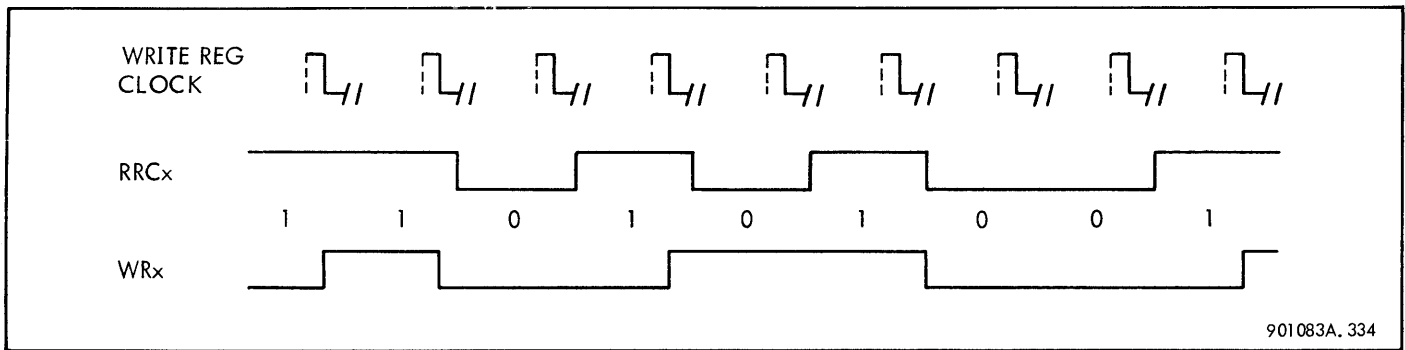 WRITE REG
CLOCK
RRCx
1 1 0 1 0 1 0 0 1
WRx
901083A. 334